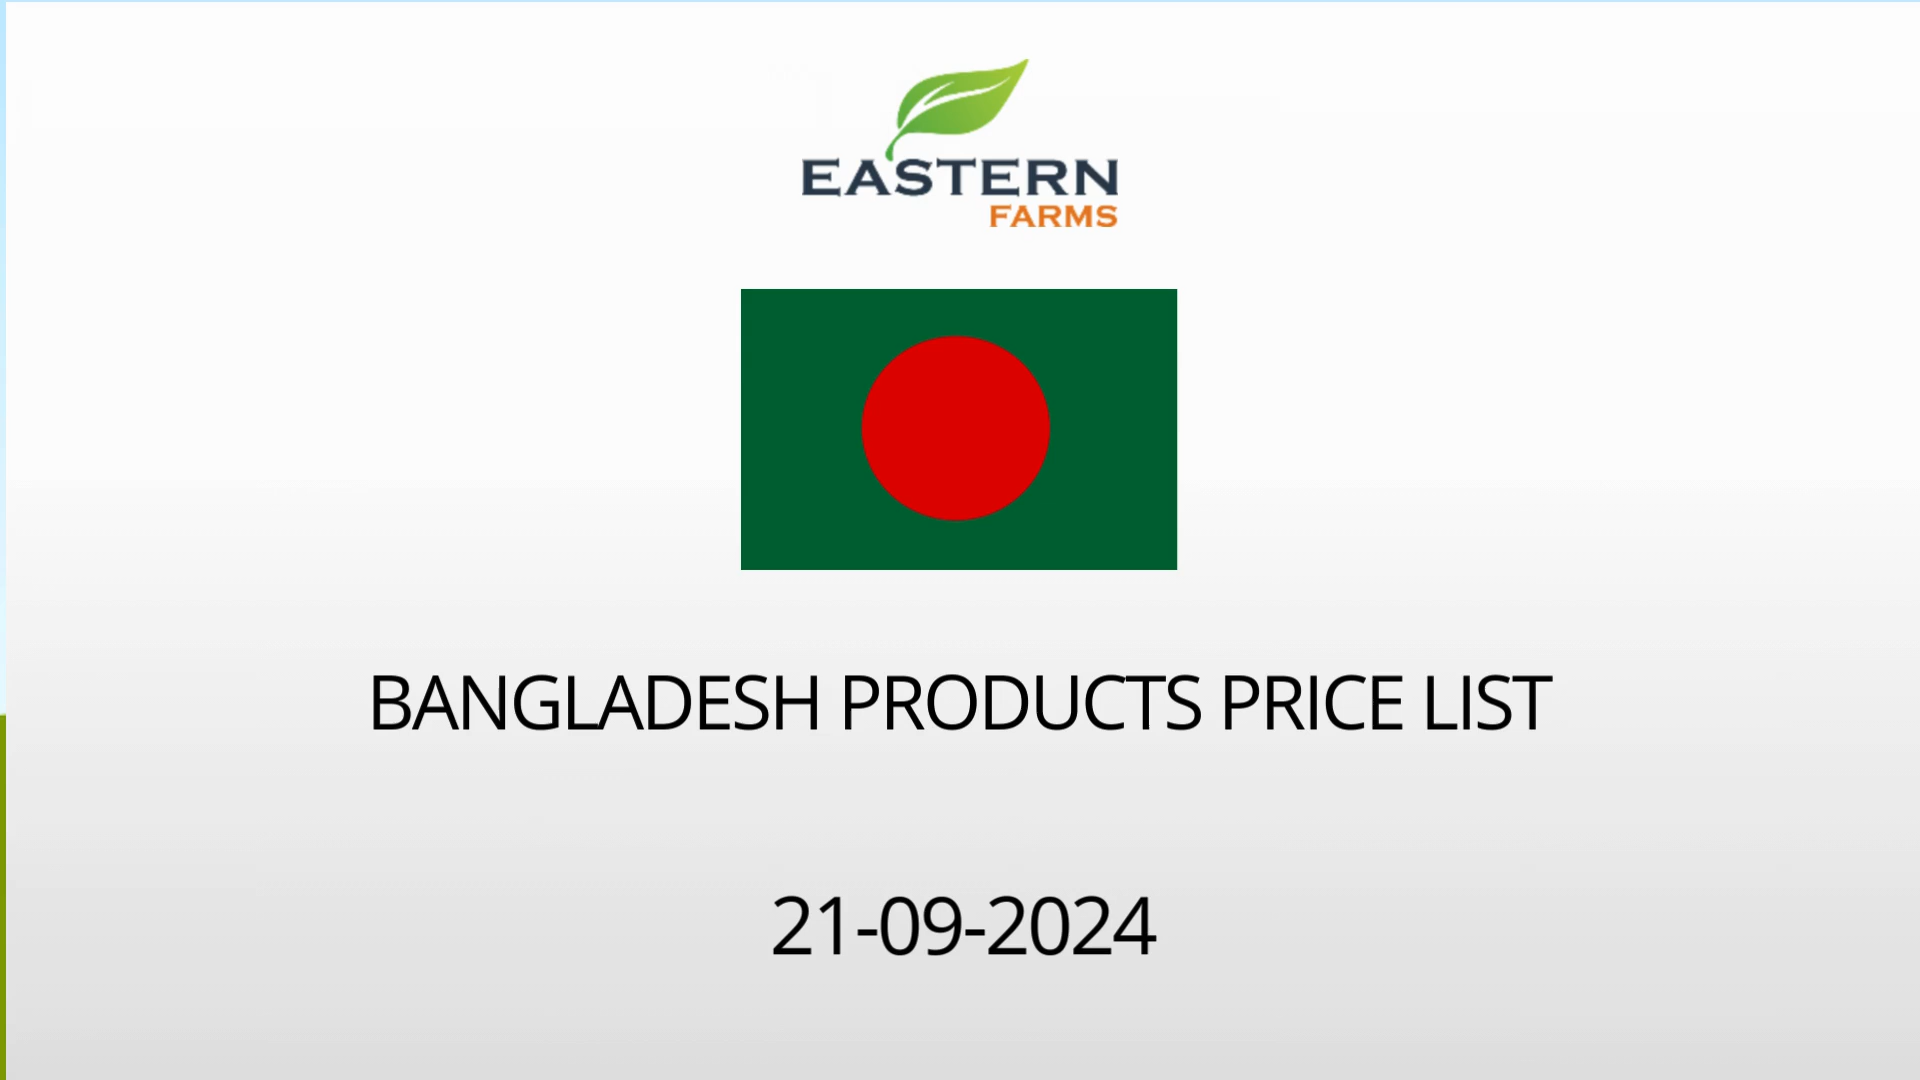 EASTERN
FARMS
BANGLADESH PRODUCTS PRICE LIST
21-09-2024